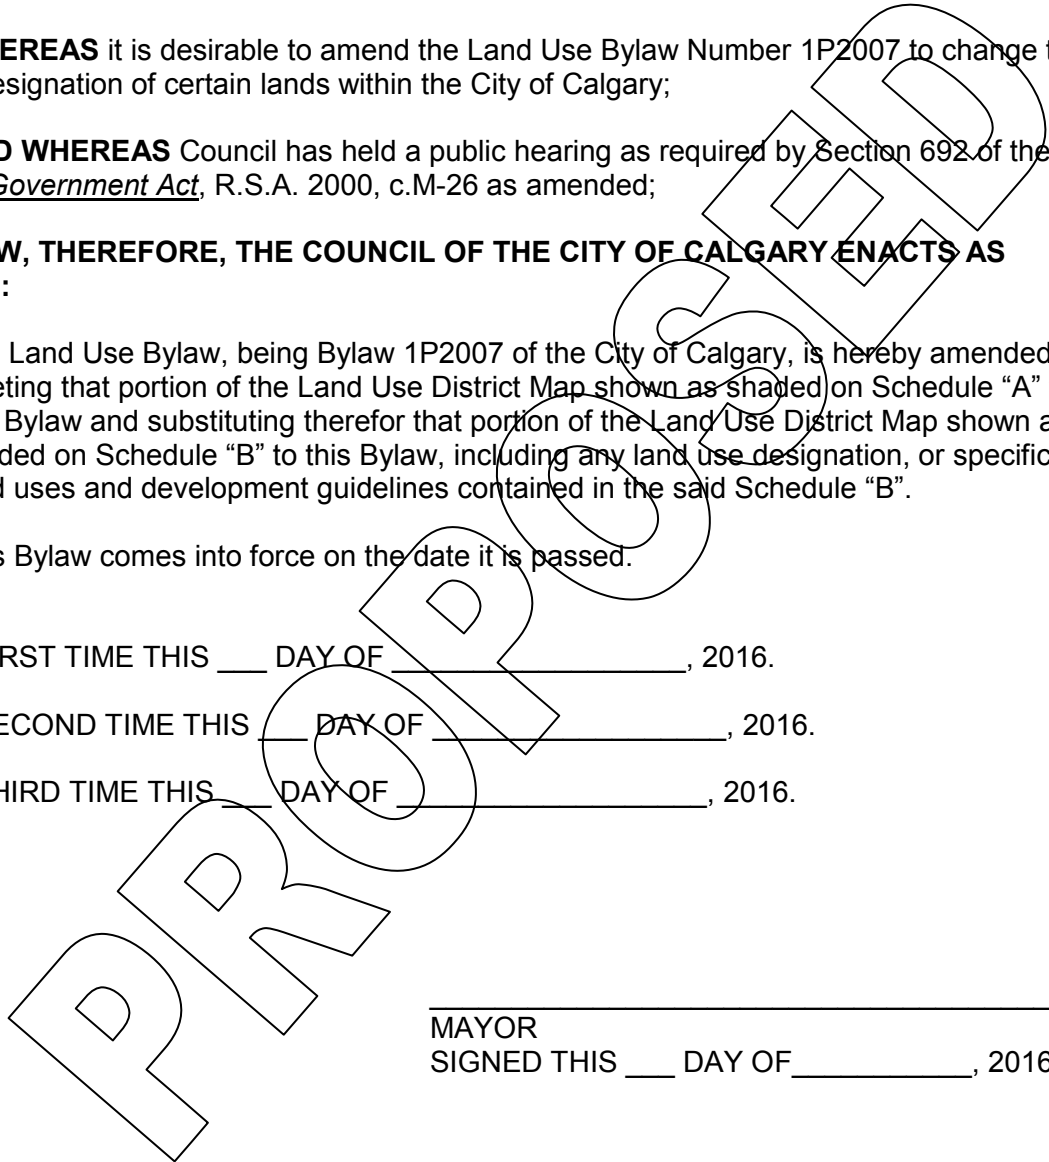 EREAS it is desirable to amend the Land Use Bylaw Number 1P2007 to change
esignation of certain lands within the City of Calgary;
D WHEREAS Council has held a public hearing as required by Section 692 of the
Government Act, R.S.A. 2000, c.M-26 as amended;
W, THEREFORE, THE COUNCIL OF THE CITY OF CALGARY ENACTS AS
:
Land Use Bylaw, being Bylaw 1P2007 of the City of Calgary, is hereby amended
eting that portion of the Land Use District Map shown as shaded on Schedule “A”
Bylaw and substituting therefor that portion of the Land Use District Map shown a
ded on Schedule “B” to this Bylaw, including any land use designation, or specific
d uses and development guidelines contained in the said Schedule “B”.
s Bylaw comes into force on the date it is passed.
RST TIME THIS ___ DAY OF __________________, 2016.
ECOND TIME THIS ___ DAY OF __________________, 2016.
HIRD TIME THIS ___ DAY OF ___________________, 2016.
MAYOR
SIGNED THIS ___ DAY OF___________, 2016
PROPOSED